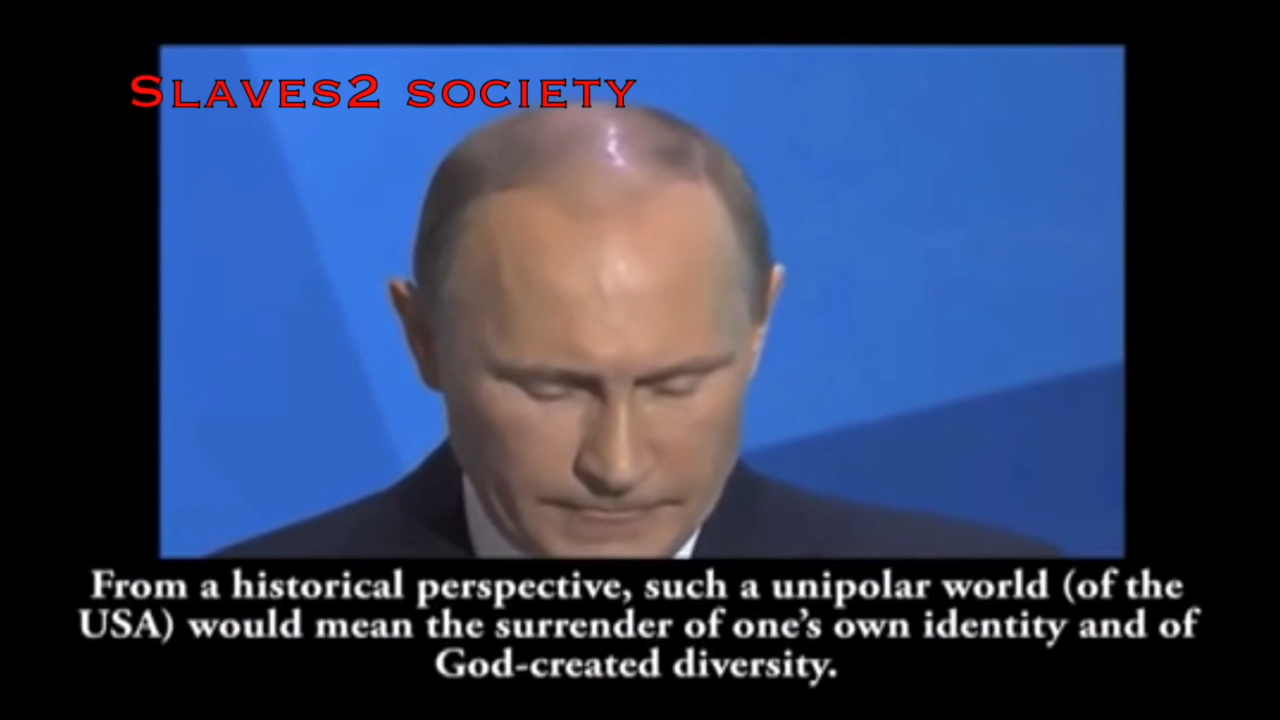 SLAVES2 SOCIETY
From a historical perspective, such a unipolar world (of the
USA) would mean the surrender of one's own identity and of
God-created diversity.